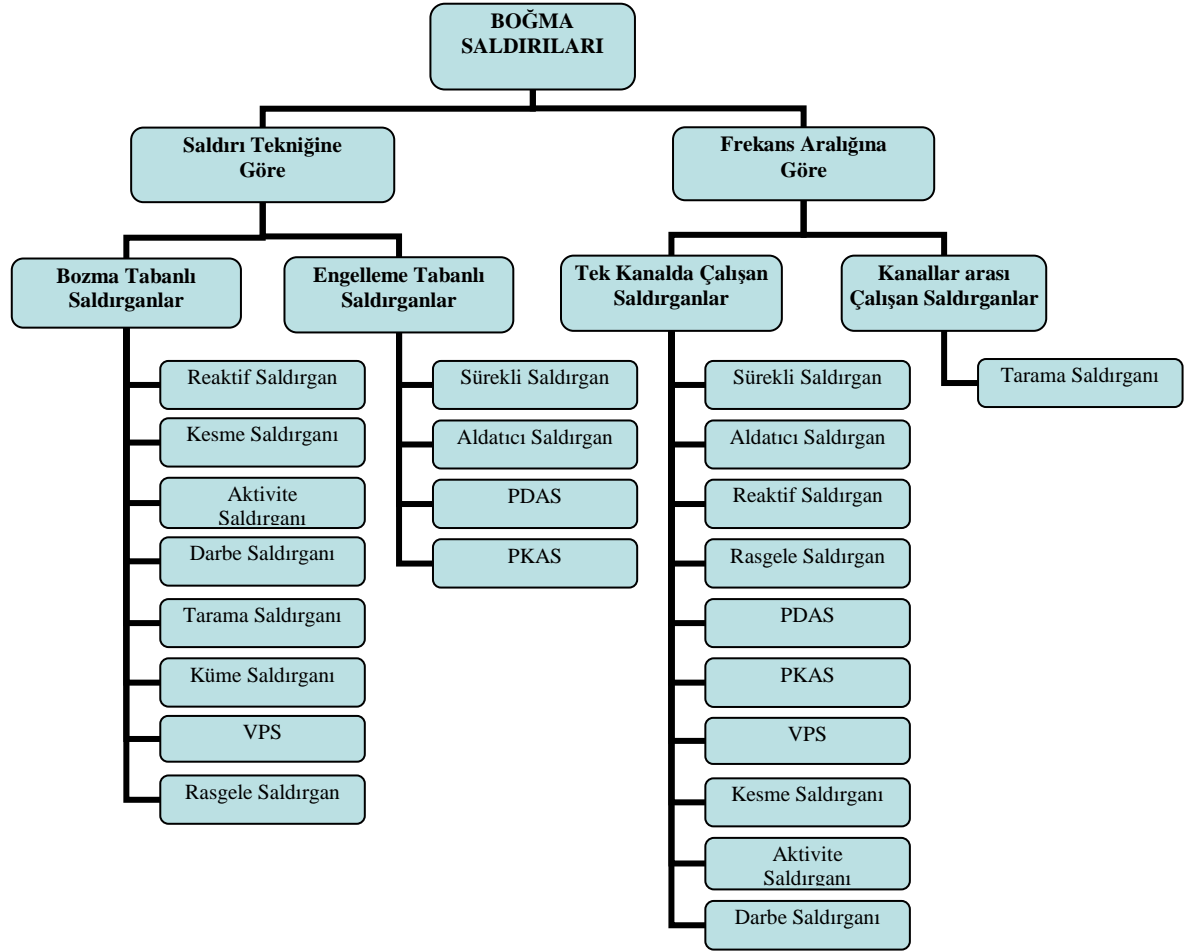 BOĞMA
SALDIRILARI
Saldırı Tekniğine
Göre
Frekans Aralığına
Göre
Bozma Tabanlı
Saldırganlar
Engelleme Tabanlı
Saldırganlar
Tek Kanalda Çalışan
Saldırganlar
Kanallar arası
Çalışan Saldırganlar
Reaktif Saldırgan
Kesme Saldırganı
Aktivite
Saldırganı
Darbe Saldırganı
Tarama Saldırganı
Küme Saldırganı
VPS
Rasgele Saldırgan
Sürekli Saldırgan
Aldatıcı Saldırgan
PDAS
PKAS
Sürekli Saldırgan
Aldatıcı Saldırgan
Reaktif Saldırgan
Rasgele Saldırgan
PDAS
PKAS
VPS
Kesme Saldırganı
Aktivite
Saldırganı
Darbe Saldırganı
Tarama Saldırganı